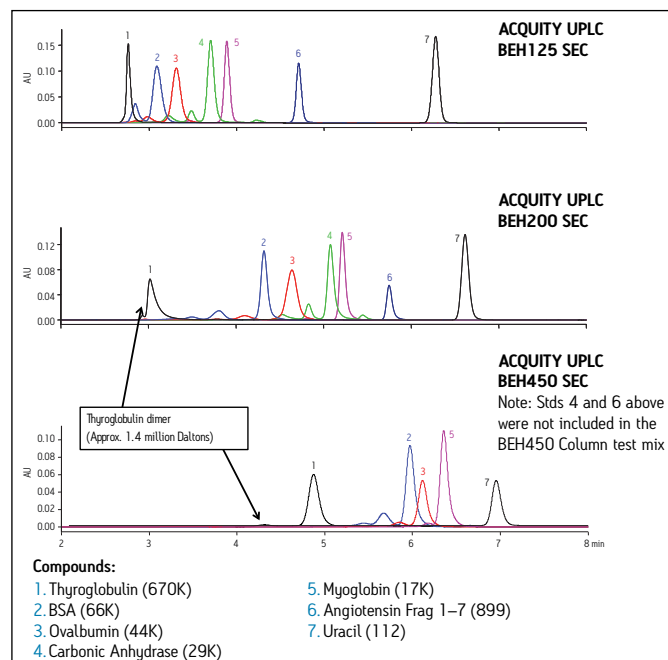 ACQUITY UPLC
BEH125 SEC
1
2
3
4
5
6
7
0.15
0.10
0.05
0.00
AU
ACQUITY UPLC
BEH200 SEC
1
2
3
4
5
6
7
0.12
0.08
0.04
0.00
AU
ACQUITY UPLC
BEH450 SEC
Note: Stds 4 and 6 above
were not included in the
BEH450 Column test mix
Thyroglobulin dimer
(Approx. 1.4 million Daltons)
1
2
3
5
7
0.10
0.08
0.06
0.04
0.02
0.00
AU
2 3 4 5 6 7 8 min
Compounds:
1. Thyroglobulin (670K)
2. BSA (66K)
3. Ovalbumin (44K)
4. Carbonic Anhydrase (29K)
5. Myoglobin (17K)
6. Angiotensin Frag 1–7 (899)
7. Uracil (112)